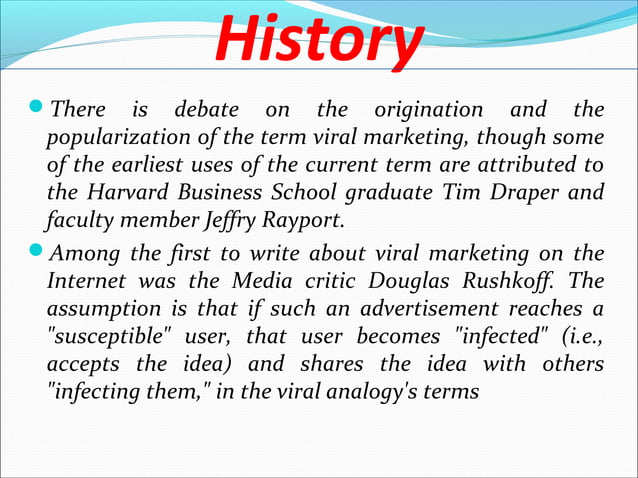 History
There is debate on the origination and the
popularization of the term viral marketing, though some
of the earliest uses of the current term are attributed to
the Harvard Business School graduate Tim Draper and
faculty member Jeffry Rayport.
Among the first to write about viral marketing on the
Internet was the Media critic Douglas Rushkoff. The
assumption is that if such an advertisement reaches a
"susceptible" user, that user becomes "infected" (i.e.,
accepts the idea) and shares the idea with others
"infecting them," in the viral analogy's terms